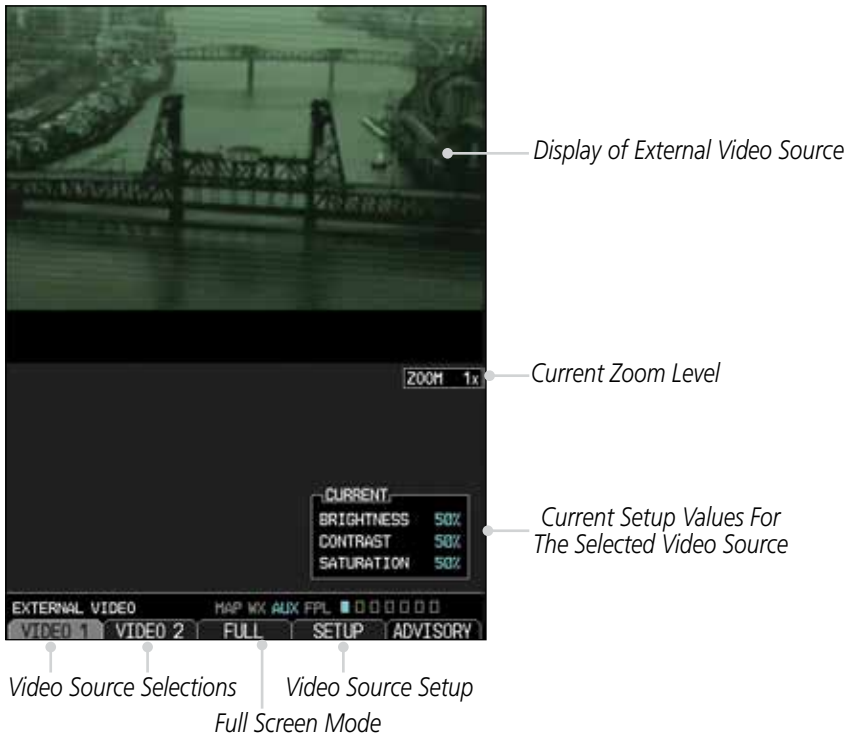 Display of External Video Source
ZOOM 1x
Current Zoom Level
CURRENT
BRIGHTNESS 50%
CONTRAST 50%
SATURATION 50%
Current Setup Values For
The Selected Video Source
EXTERNAL VIDEO MAP WX AUX FPL
VIDEO 1 VIDEO 2 FULL SETUP ADVISORY
Video Source Selections Video Source Setup
Full Screen Mode